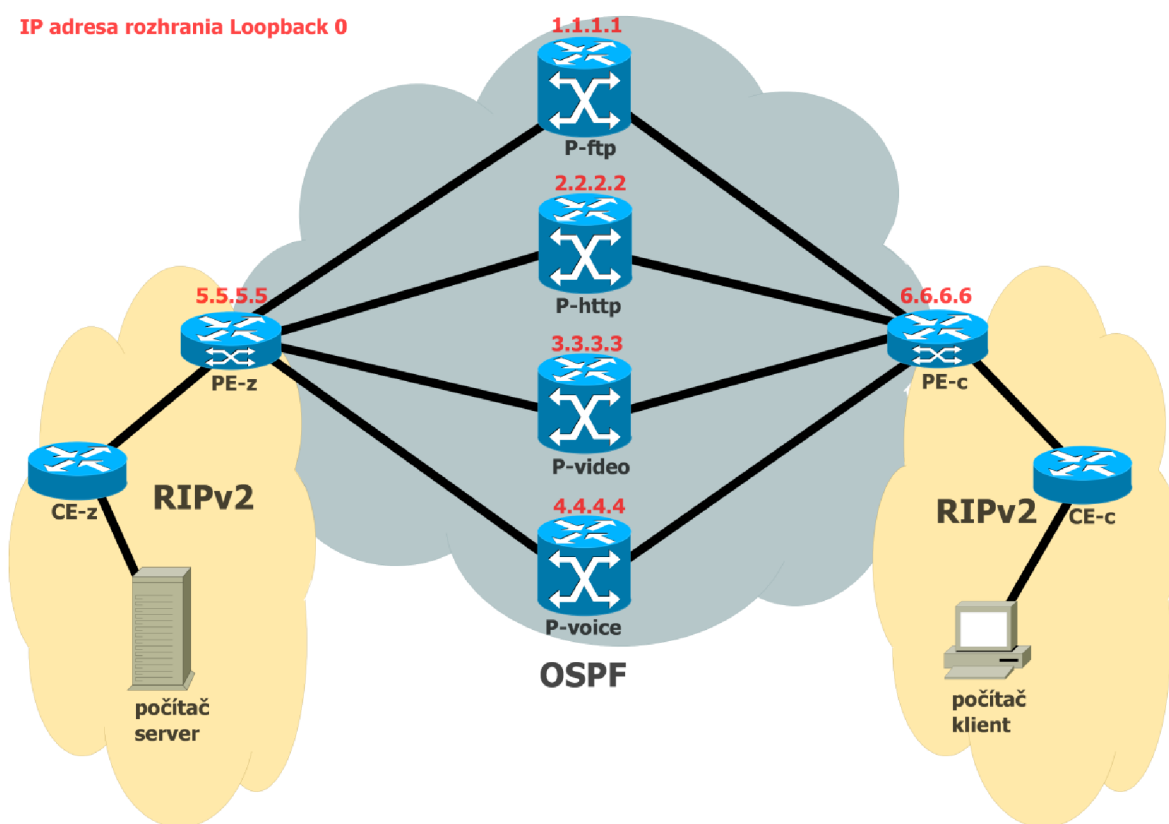 IP adresa rozhrania Loopback 0
1.1.1.1
P-ftp
2.2.2.2
P-http
5.5.5.5
6.6.6.6
PE-z
PE-c
3.3.3.3
P-video
CE-z
RIPv2
RIPv2
CE-c
4.4.4.4
P-voice
OSPF
počítač
server
počítač
klient